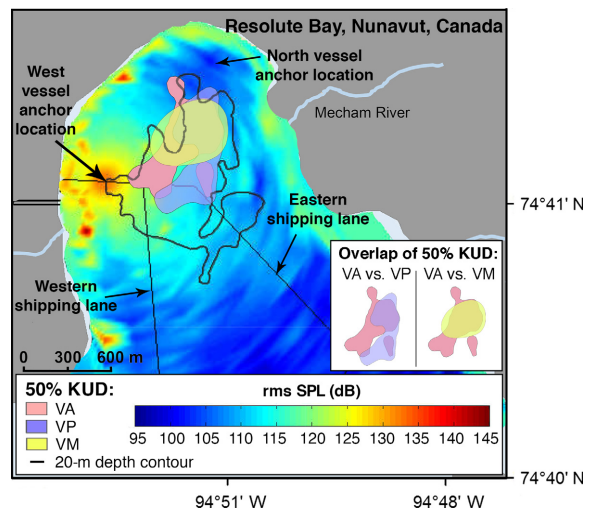 Resolute Bay, Nunavut, Canada
North vessel
anchor location
West
vessel
anchor
location
Mecham River
74°41' N
Eastern
shipping lane
Western
shipping lane
Overlap of 50% KUD:
VA vs. VP
VA vs. VM
0 300 600 m
50% KUD:
VA
VP
VM
20-m depth contour
rms SPL (dB)
95 100 105 110 115 120 125 130 135 140 145
74°40' N
94°51' W
94°48' W